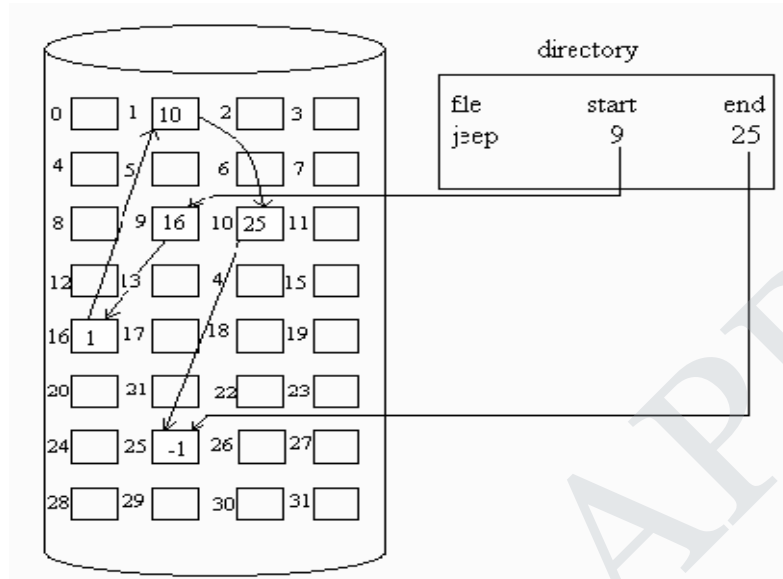 directory
file start end
jeep 9 25
0 1 10 2 3
4 5 6 7
8 9 16 10 25 11
12 13 4 15
16 1 17 18 19
20 21 22 23
24 25 -1 26 27
28 29 30 31